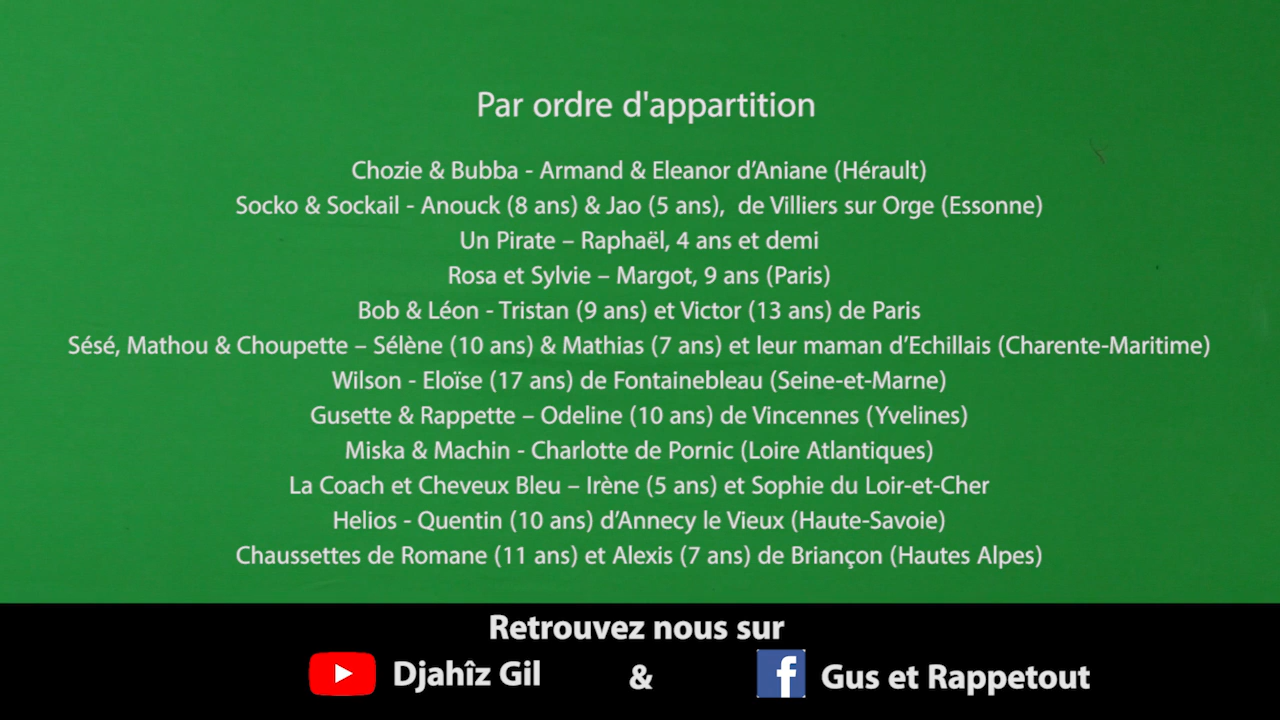 Par ordre d'appartition
Chozie & Bubba - Armand & Eleanor d’Aniane (Hérault)
Socko & Sockail - Anouck (8 ans) & Jao (5 ans),  de Villiers sur Orge (Essonne)
Un Pirate – Raphaël, 4 ans et demi
Rosa et Sylvie – Margot, 9 ans (Paris)
Bob & Léon - Tristan (9 ans) et Victor (13 ans) de Paris
Sésé, Mathou & Choupette – Sélène (10 ans) & Mathias (7 ans) et leur maman d’Echillais (Charente-Maritime)
Wilson - Eloïse (17 ans) de Fontainebleau (Seine-et-Marne)
Gusette & Rappette – Odeline (10 ans) de Vincennes (Yvelines)
Miska & Machin - Charlotte de Pornic (Loire Atlantiques)
La Coach et Cheveux Bleu – Irène (5 ans) et Sophie du Loir-et-Cher
Helios - Quentin (10 ans) d’Annecy le Vieux (Haute-Savoie)
Chaussettes de Romane (11 ans) et Alexis (7 ans) de Briançon (Hautes Alpes)
Retrouvez nous sur
Djahîz Gil & f Gus et Rappetout